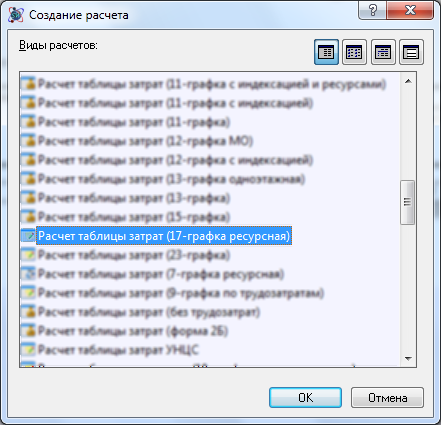 Создание расчета
Виды расчетов:
Расчет таблицы затрат (11-графка с индексацией и ресурсами)
Расчет таблицы затрат (11-графка с индексацией)
Расчет таблицы затрат (11-графка)
Расчет таблицы затрат (12-графка МО)
Расчет таблицы затрат (12-графка с индексацией)
Расчет таблицы затрат (13-графка одноэтажная)
Расчет таблицы затрат (13-графка)
Расчет таблицы затрат (15-графка)
Расчет таблицы затрат (17-графка ресурсная)
Расчет таблицы затрат (23-графка)
Расчет таблицы затрат (7-графка ресурсная)
Расчет таблицы затрат (9-графка по трудозатратам)
Расчет таблицы затрат (без трудозатрат)
Расчет таблицы затрат (форма 2Б)
Расчет таблицы затрат УНЦС
OK
Отмена